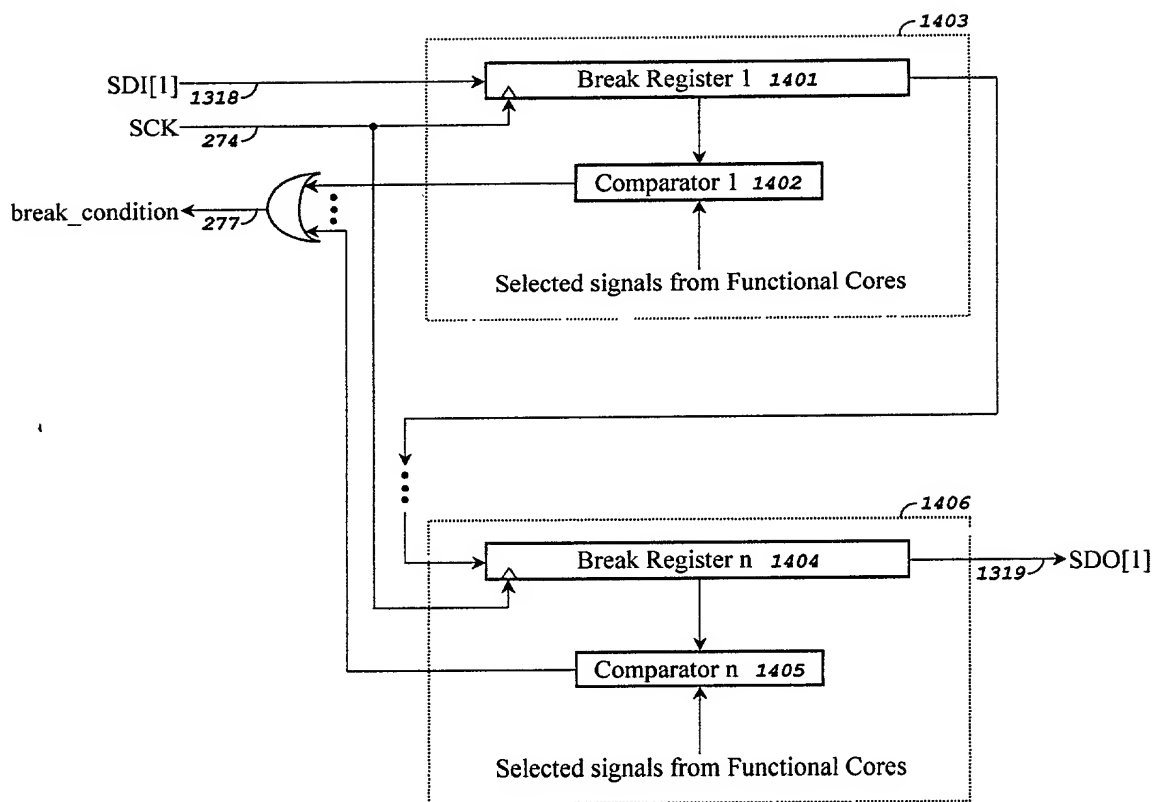 1403
SDI[1]
1318
Break Register 1 1401
SCK
274
Comparator 1 1402
break_condition
277
Selected signals from Functional Cores
1406
Break Register n 1404
SDO[1]
1319
Comparator n 1405
Selected signals from Functional Cores